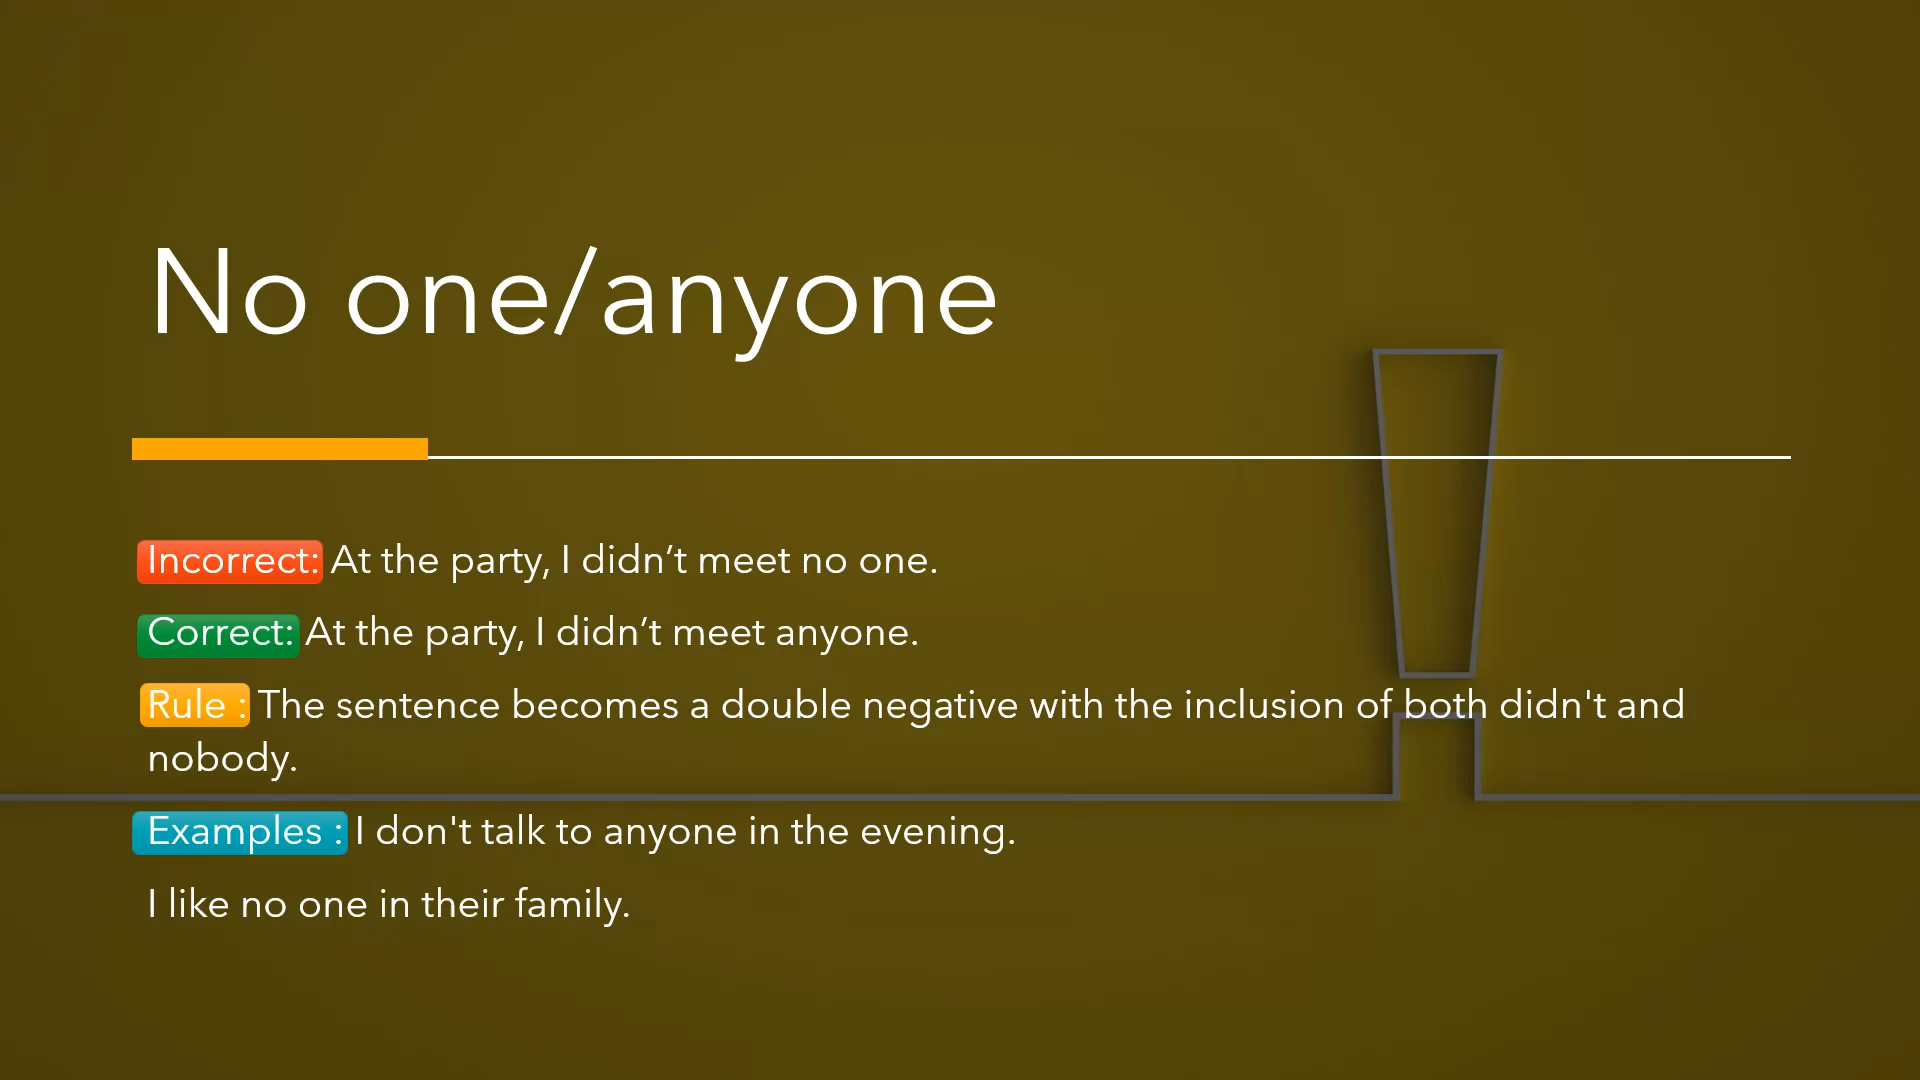 No one/anyone
Incorrect: At the party, I didn’t meet no one.
Correct: At the party, I didn’t meet anyone.
Rule : The sentence becomes a double negative with the inclusion of both didn't and
nobody.
Examples : I don't talk to anyone in the evening.
I like no one in their family.